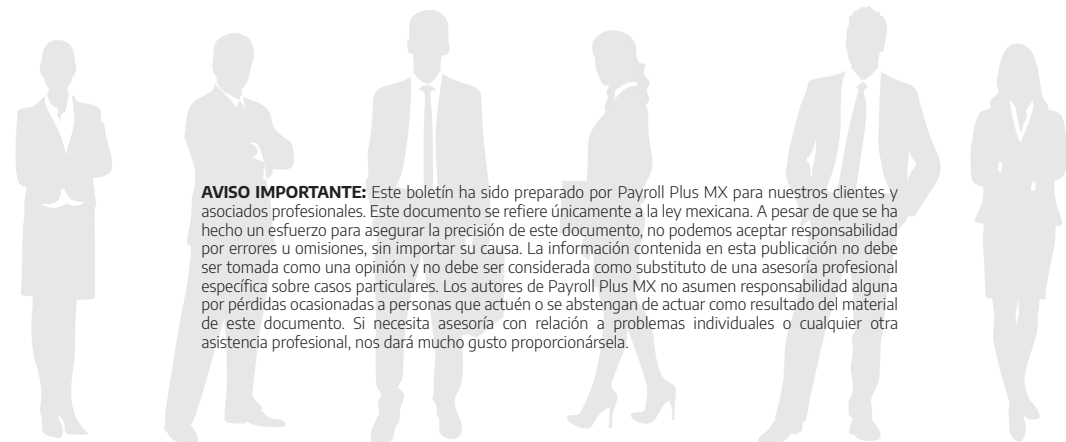 AVISO IMPORTANTE: Este boletín ha sido preparado por Payroll Plus MX para nuestros clientes y
asociados profesionales. Este documento se refiere únicamente a la ley mexicana. A pesar de que se ha
hecho un esfuerzo para asegurar la precisión de este documento, no podemos aceptar responsabilidad
por errores u omisiones, sin importar su causa. La información contenida en esta publicación no debe
ser tomada como una opinión y no debe ser considerada como substituto de una asesoría profesional
específica sobre casos particulares. Los autores de Payroll Plus MX no asumen responsabilidad alguna
por pérdidas ocasionadas a personas que actuén o se abstengan de actuar como resultado del material
de este documento. Si necesita asesoría con relación a problemas individuales o cualquier otra
asistencia profesional, nos dará mucho gusto proporcionársela.